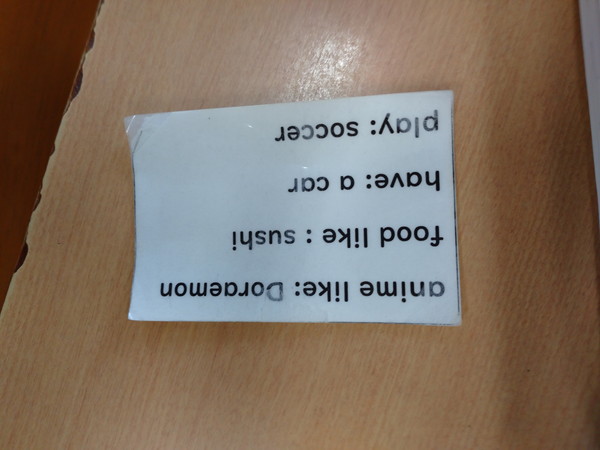 anime like: Doraemon
food like : sushi
have: a car
play: soccer